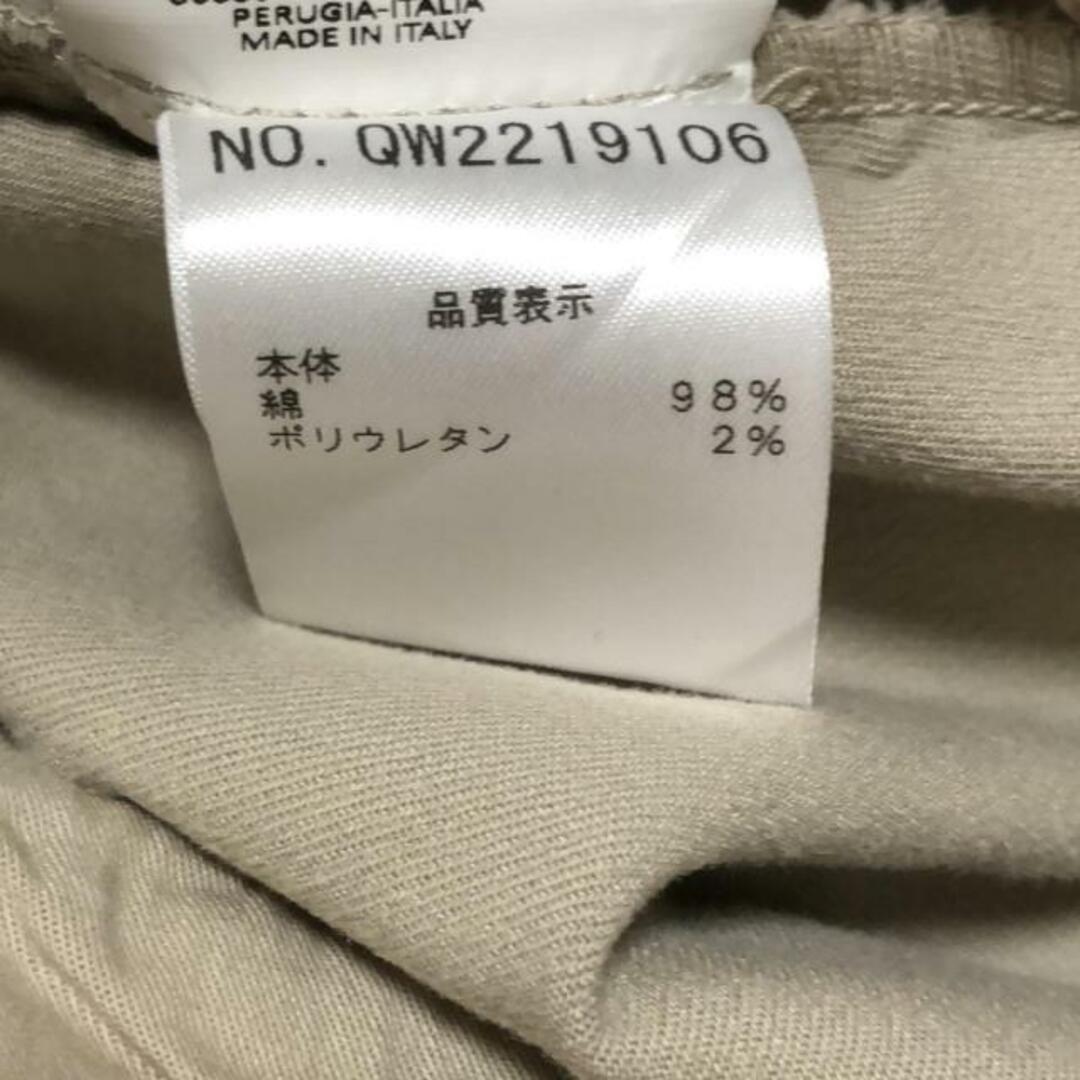 PERUGIA-ITALIA
MADE IN ITALY
NO. QW2219106
品質表示
本体
綿 98%
ポリウレタン 2%